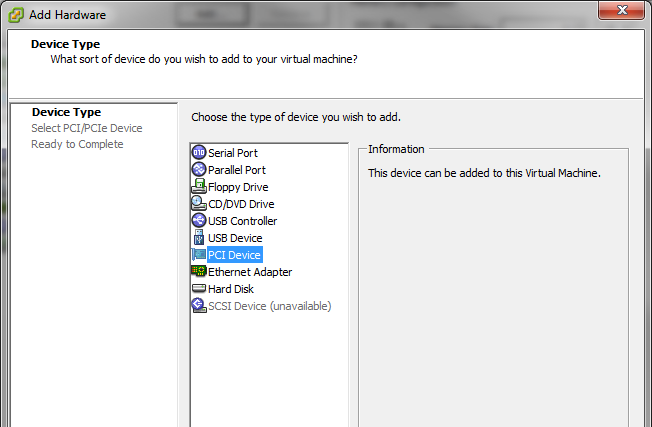 Add Hardware
Device Type
What sort of device do you wish to add to your virtual machine?
Device Type
Select PCI/PCIe Device
Ready to Complete
Choose the type of device you wish to add.
Serial Port
Parallel Port
Floppy Drive
CD/DVD Drive
USB Controller
USB Device
PCI Device
Ethernet Adapter
Hard Disk
SCSI Device (unavailable)
Information
This device can be added to this Virtual Machine.